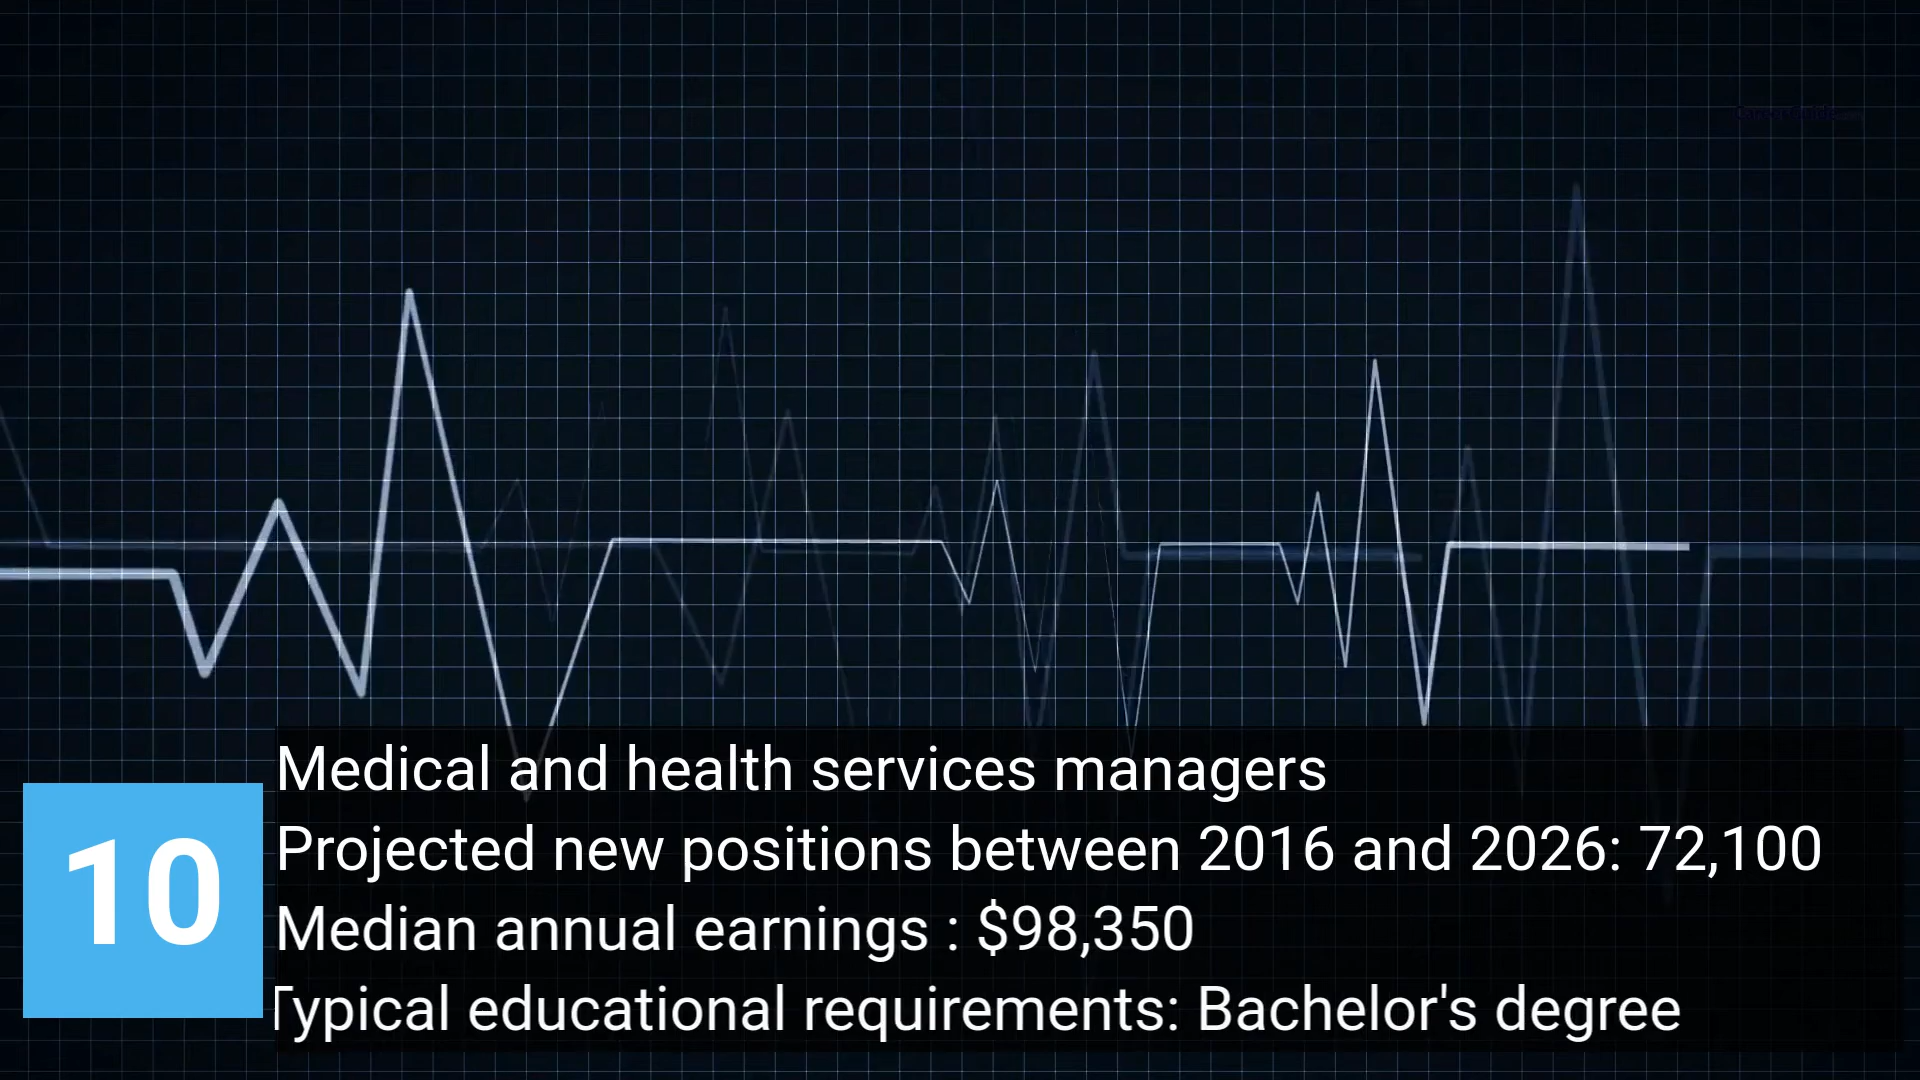 10
Medical and health services managers
Projected new positions between 2016 and 2026: 72,100
Median annual earnings : $98,350
Typical educational requirements: Bachelor's degree